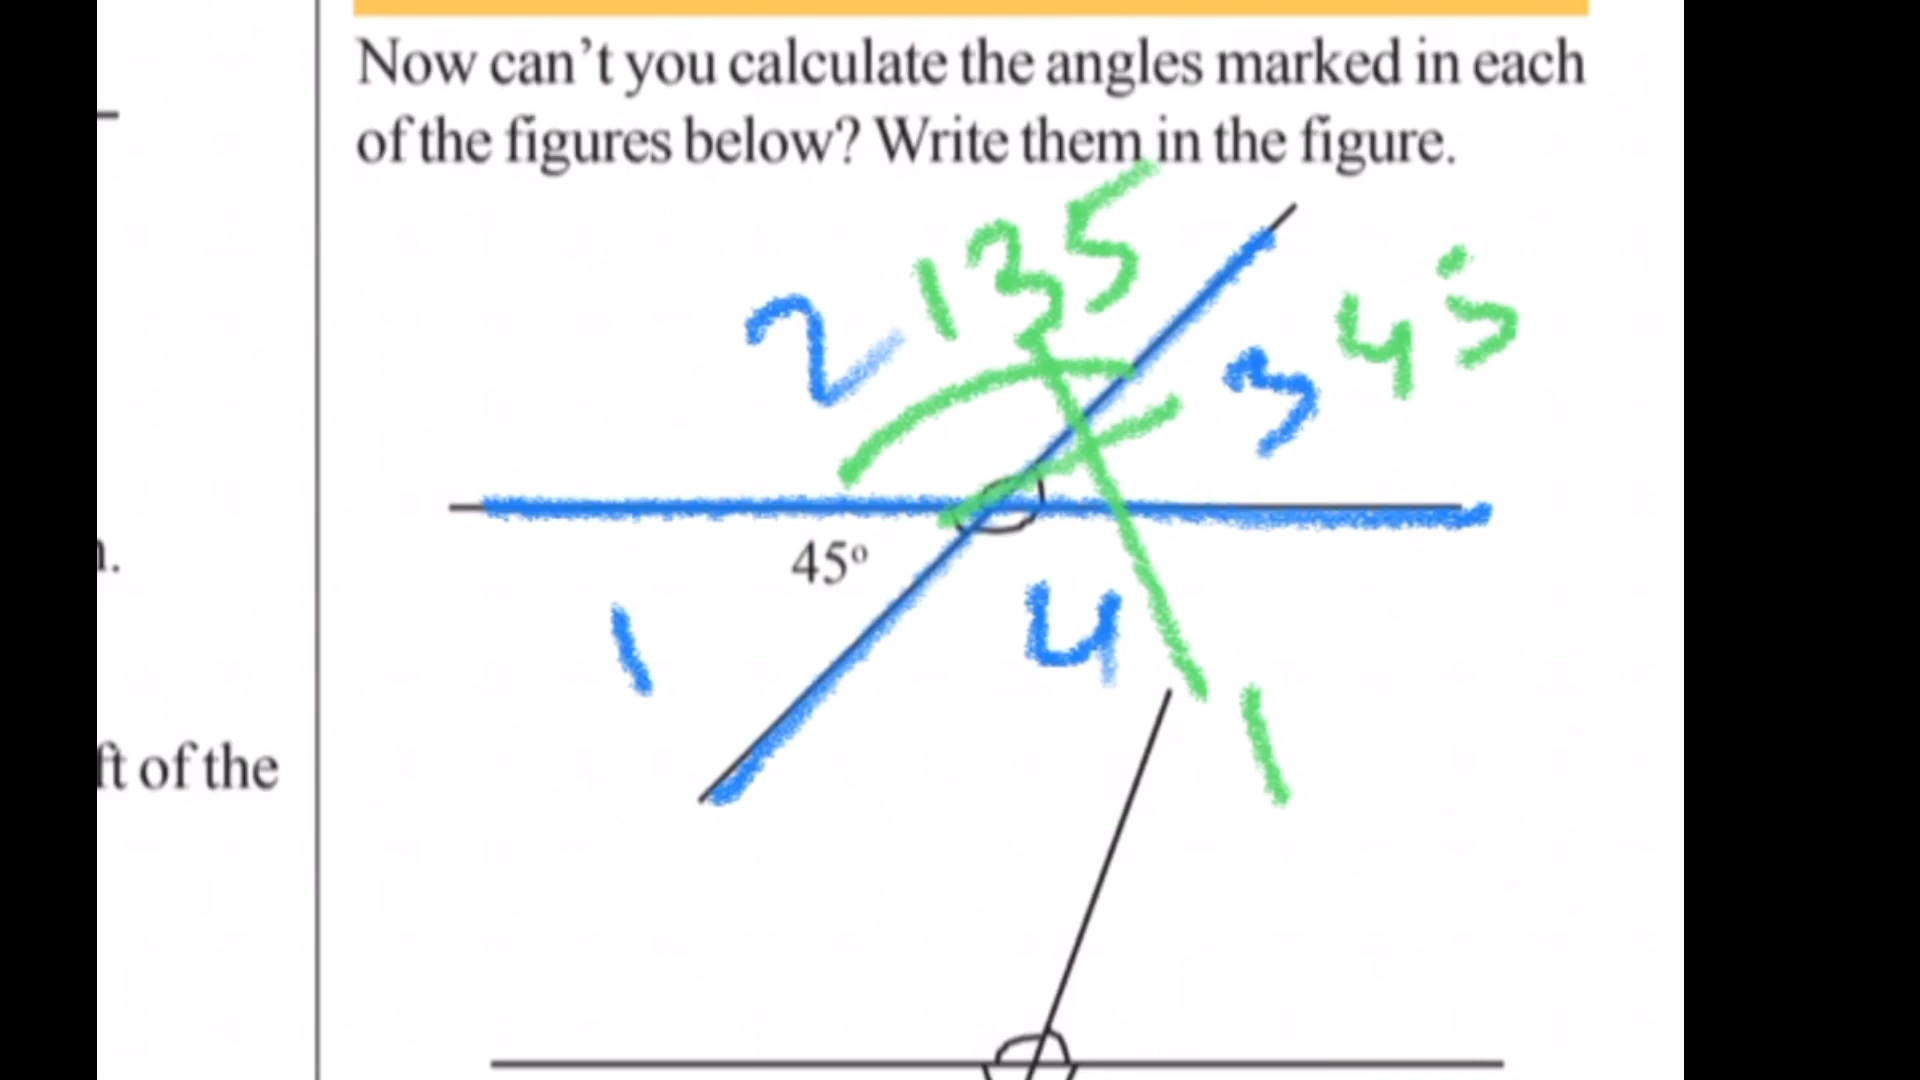 Now can't you calculate the angles marked in each
of the figures below? Write them in the figure.
2 135
3 45
45°
1 4
1
n.
ft of the